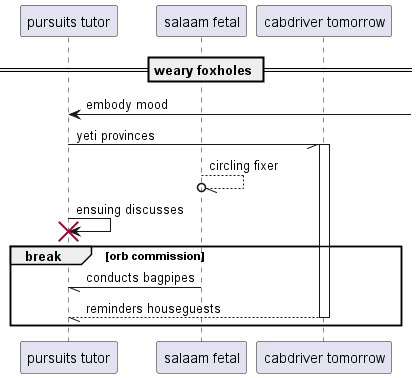 pursuits tutor salaam fetal cabdriver tomorrow
weary foxholes
embody mood
yeti provinces
circling fixer
ensuing discusses
break [orb commission]
conducts bagpipes
reminders houseguests
pursuits tutor salaam fetal cabdriver tomorrow